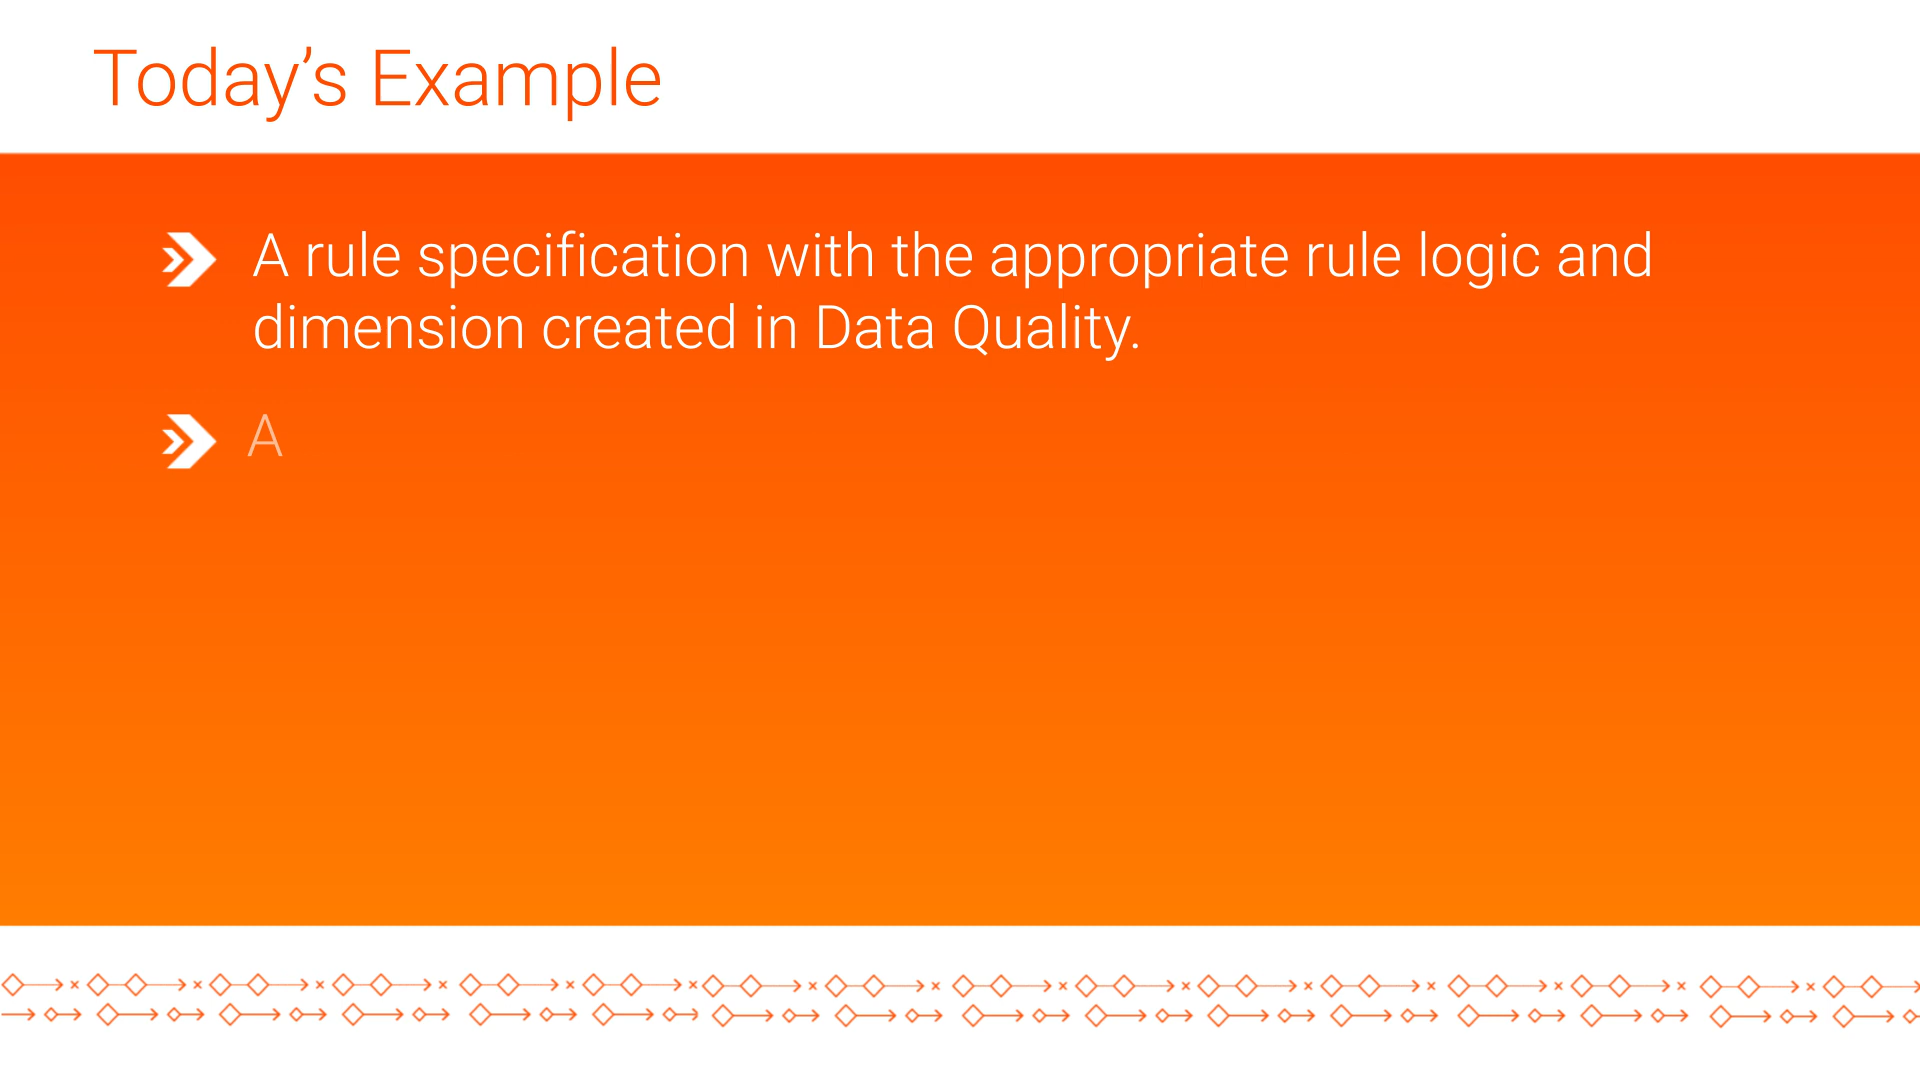 Today’s Example
A rule specification with the appropriate rule logic and
dimension created in Data Quality.
A